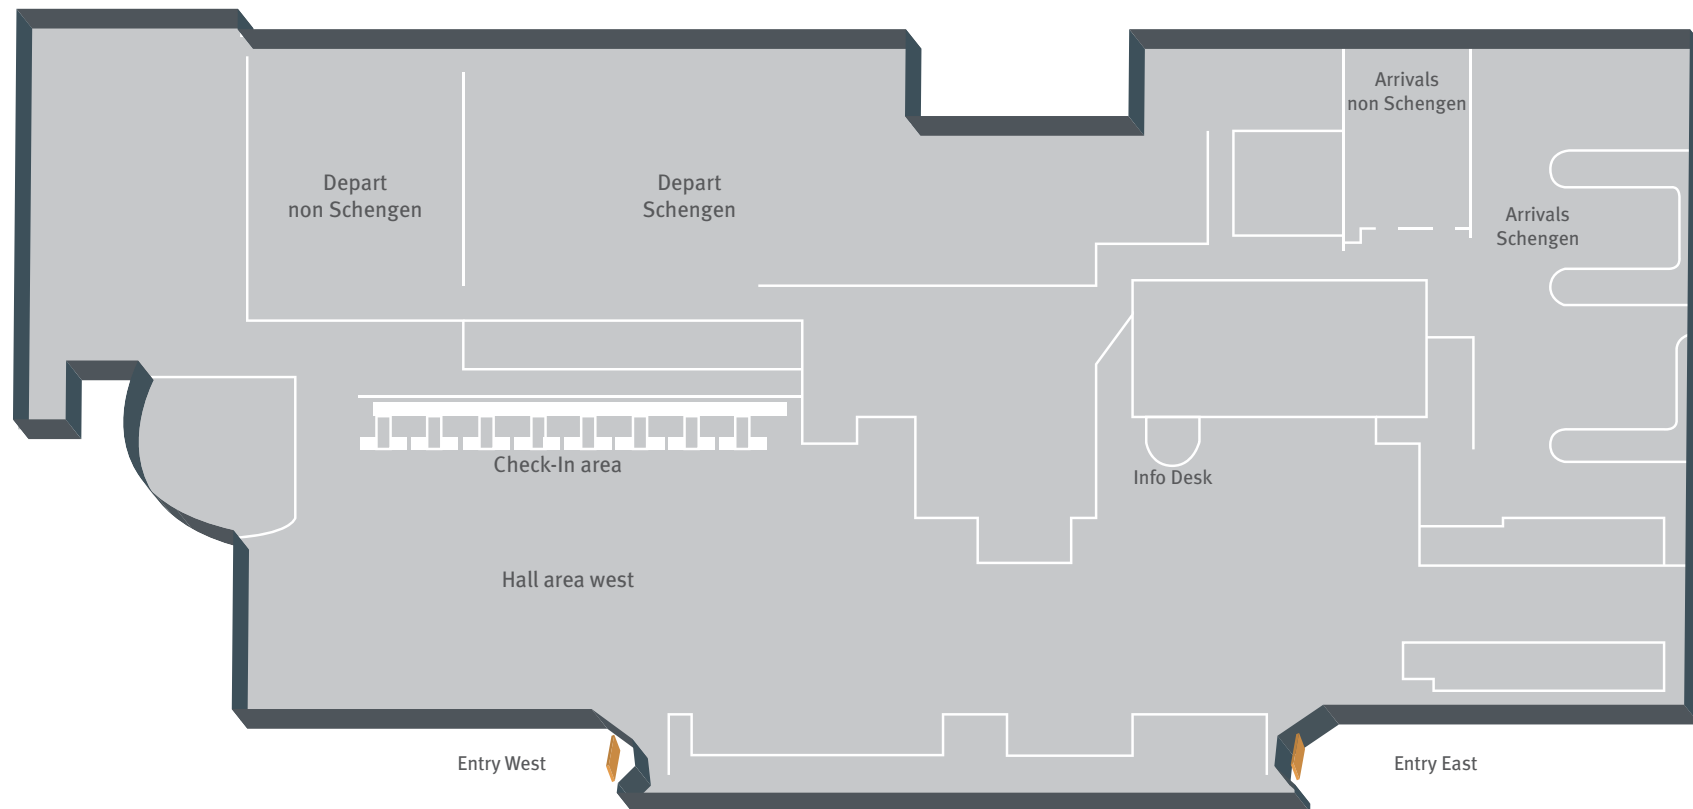 Arrivals
non Schengen
Depart
non Schengen
Depart
Schengen
Arrivals
Schengen
Check-In area
Info Desk
Hall area west
Entry West
Entry East